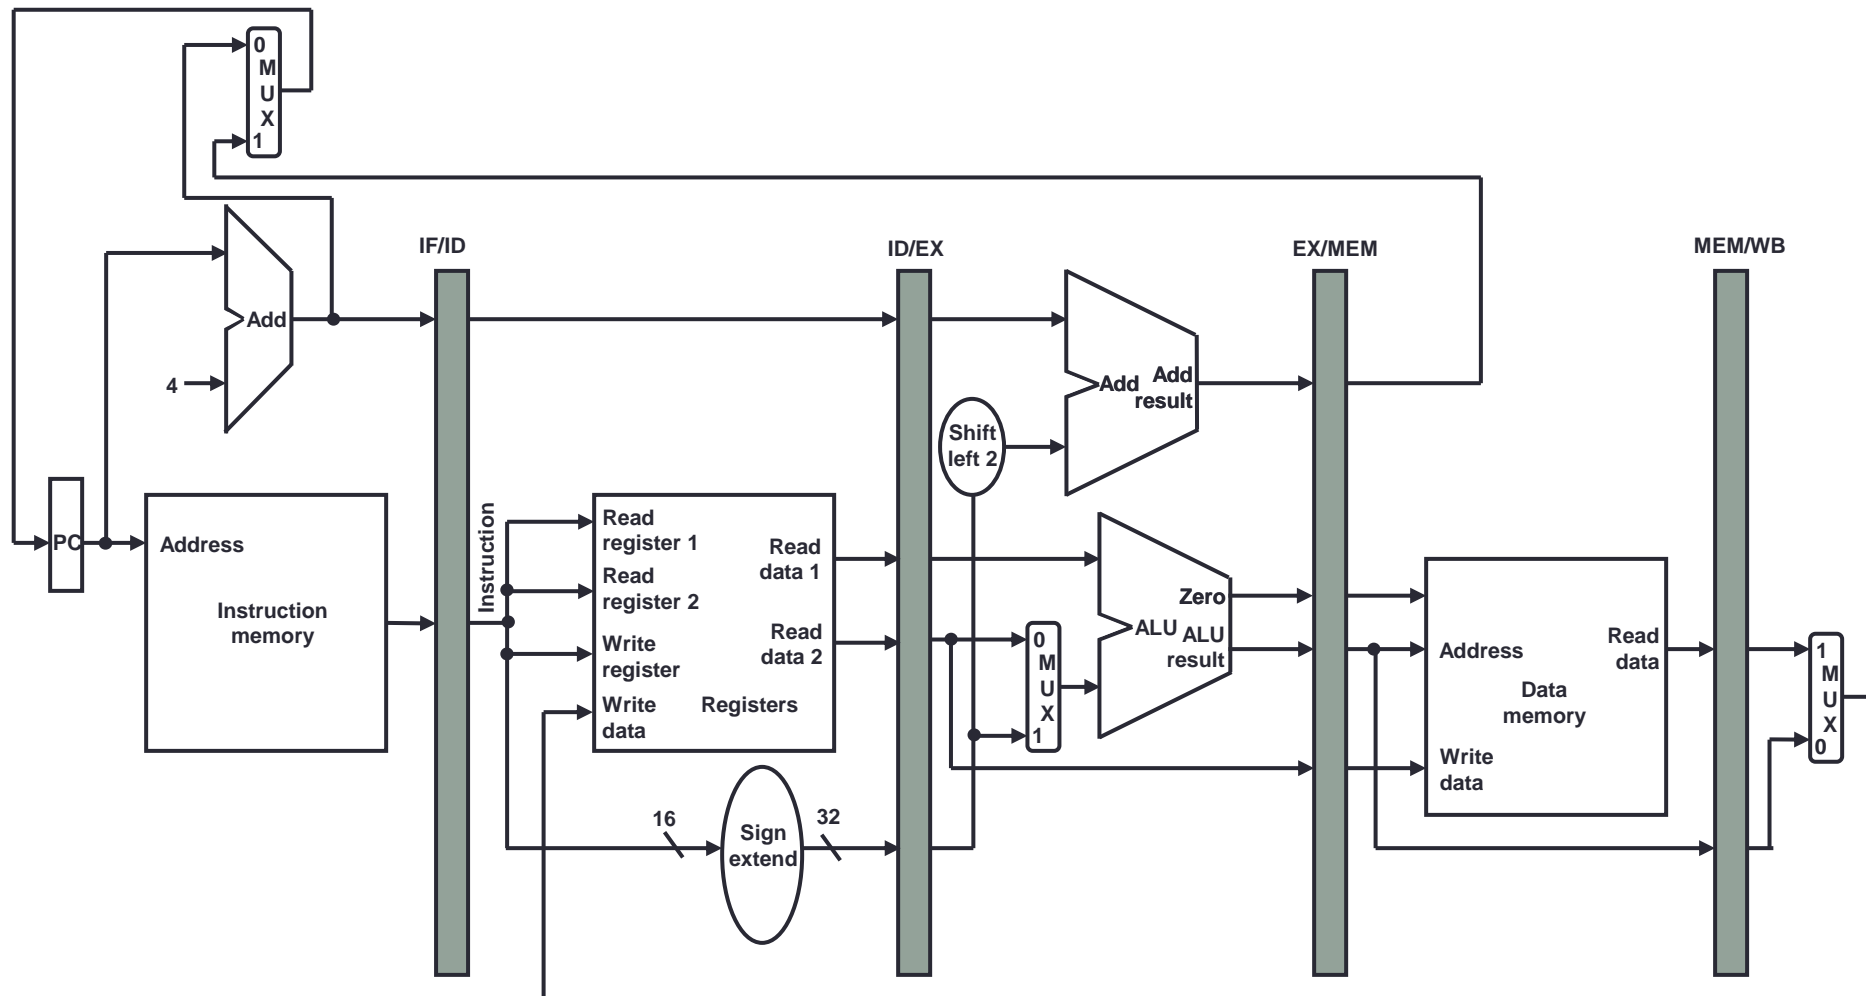 0
M
U
X
1
IF/ID
ID/EX
EX/MEM
MEM/WB
Add
4
Add
Add
result
Shift
left 2
PC
Address
Instruction
memory
Instruction
Read
register 1
Read
register 2
Write
register
Write
data
Read
data 1
Read
data 2
Registers
16
Sign
extend
32
0
M
U
X
1
Zero
ALU
ALU
result
Address
Write
data
Read
data
Data
memory
1
M
U
X
0